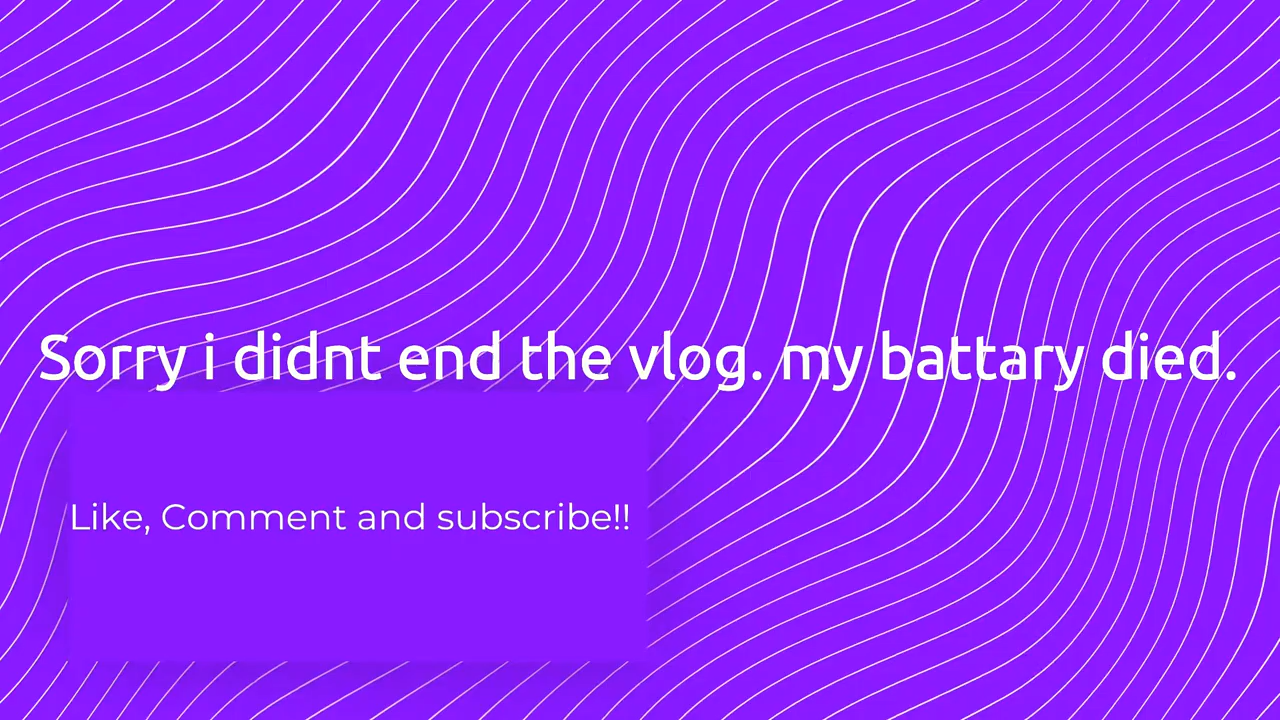 Sorry i didnt end the vlog. my battary died.
Like, Comment and subscribe!!